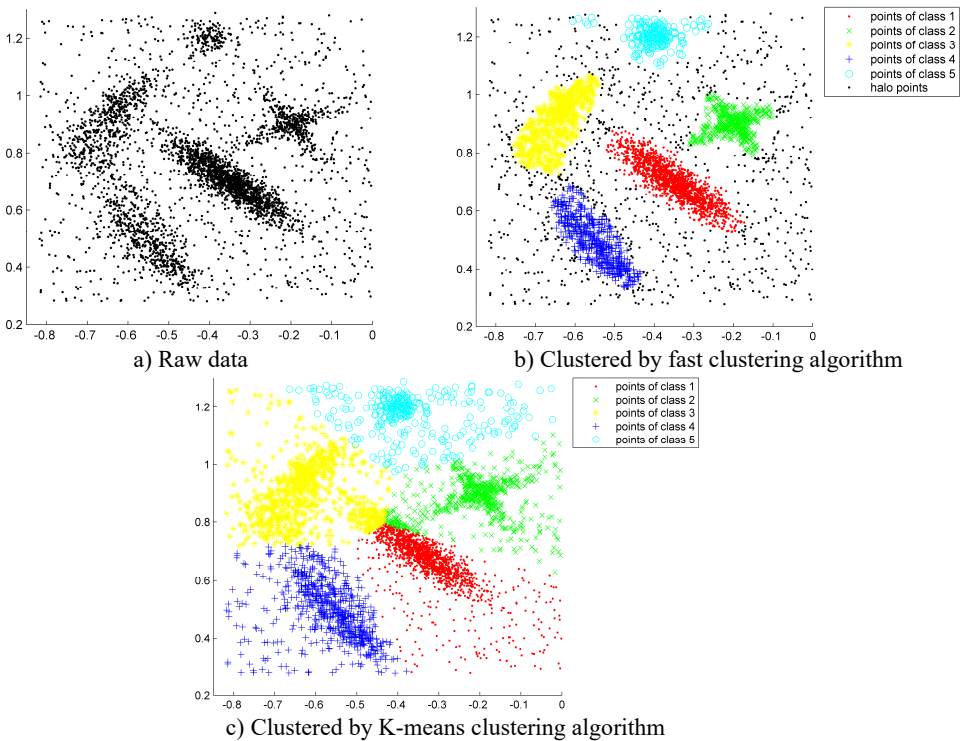 1.2
1
0.8
0.6
0.4
0.2
-0.8 -0.7 -0.6 -0.5 -0.4 -0.3 -0.2 -0.1 0
a) Raw data
1.2
1
0.8
0.6
0.4
0.2
-0.8 -0.7 -0.6 -0.5 -0.4 -0.3 -0.2 -0.1 0
points of class 1
points of class 2
points of class 3
points of class 4
points of class 5
halo points
b) Clustered by fast clustering algorithm
1.2
1
0.8
0.6
0.4
0.2
-0.8 -0.7 -0.6 -0.5 -0.4 -0.3 -0.2 -0.1 0
points of class 1
points of class 2
points of class 3
points of class 4
points of class 5
c) Clustered by K-means clustering algorithm